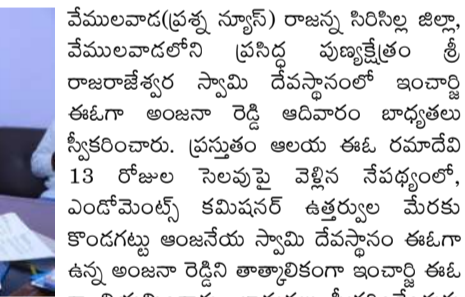 వేములవాడ(ప్రశ్న న్యూస్) రాజన్న సిరిసిల్ల జిల్లా,
వేములవాడలోని ప్రసిద్ధ పుణ్యక్షేత్రం శ్రీ
రాజరాజేశ్వర స్వామి దేవస్థానంలో ఇంచార్జి
ఈఓగా అంజనా రెడ్డి ఆదివారం బాధ్యతలు
స్వీకరించారు. ప్రస్తుతం ఆలయ ఈఓ రమాదేవి
13 రోజుల సెలవుపై వెళ్లిన నేపథ్యంలో,
ఎండోమెంట్స్ కమిషనర్ ఉత్తర్వుల మేరకు
కొండగట్టు ఆంజనేయ స్వామి దేవస్థానం ఈఓగా
ఉన్న అంజనా రెడ్డిని తాత్కాలికంగా ఇంచార్జి ఈఓ